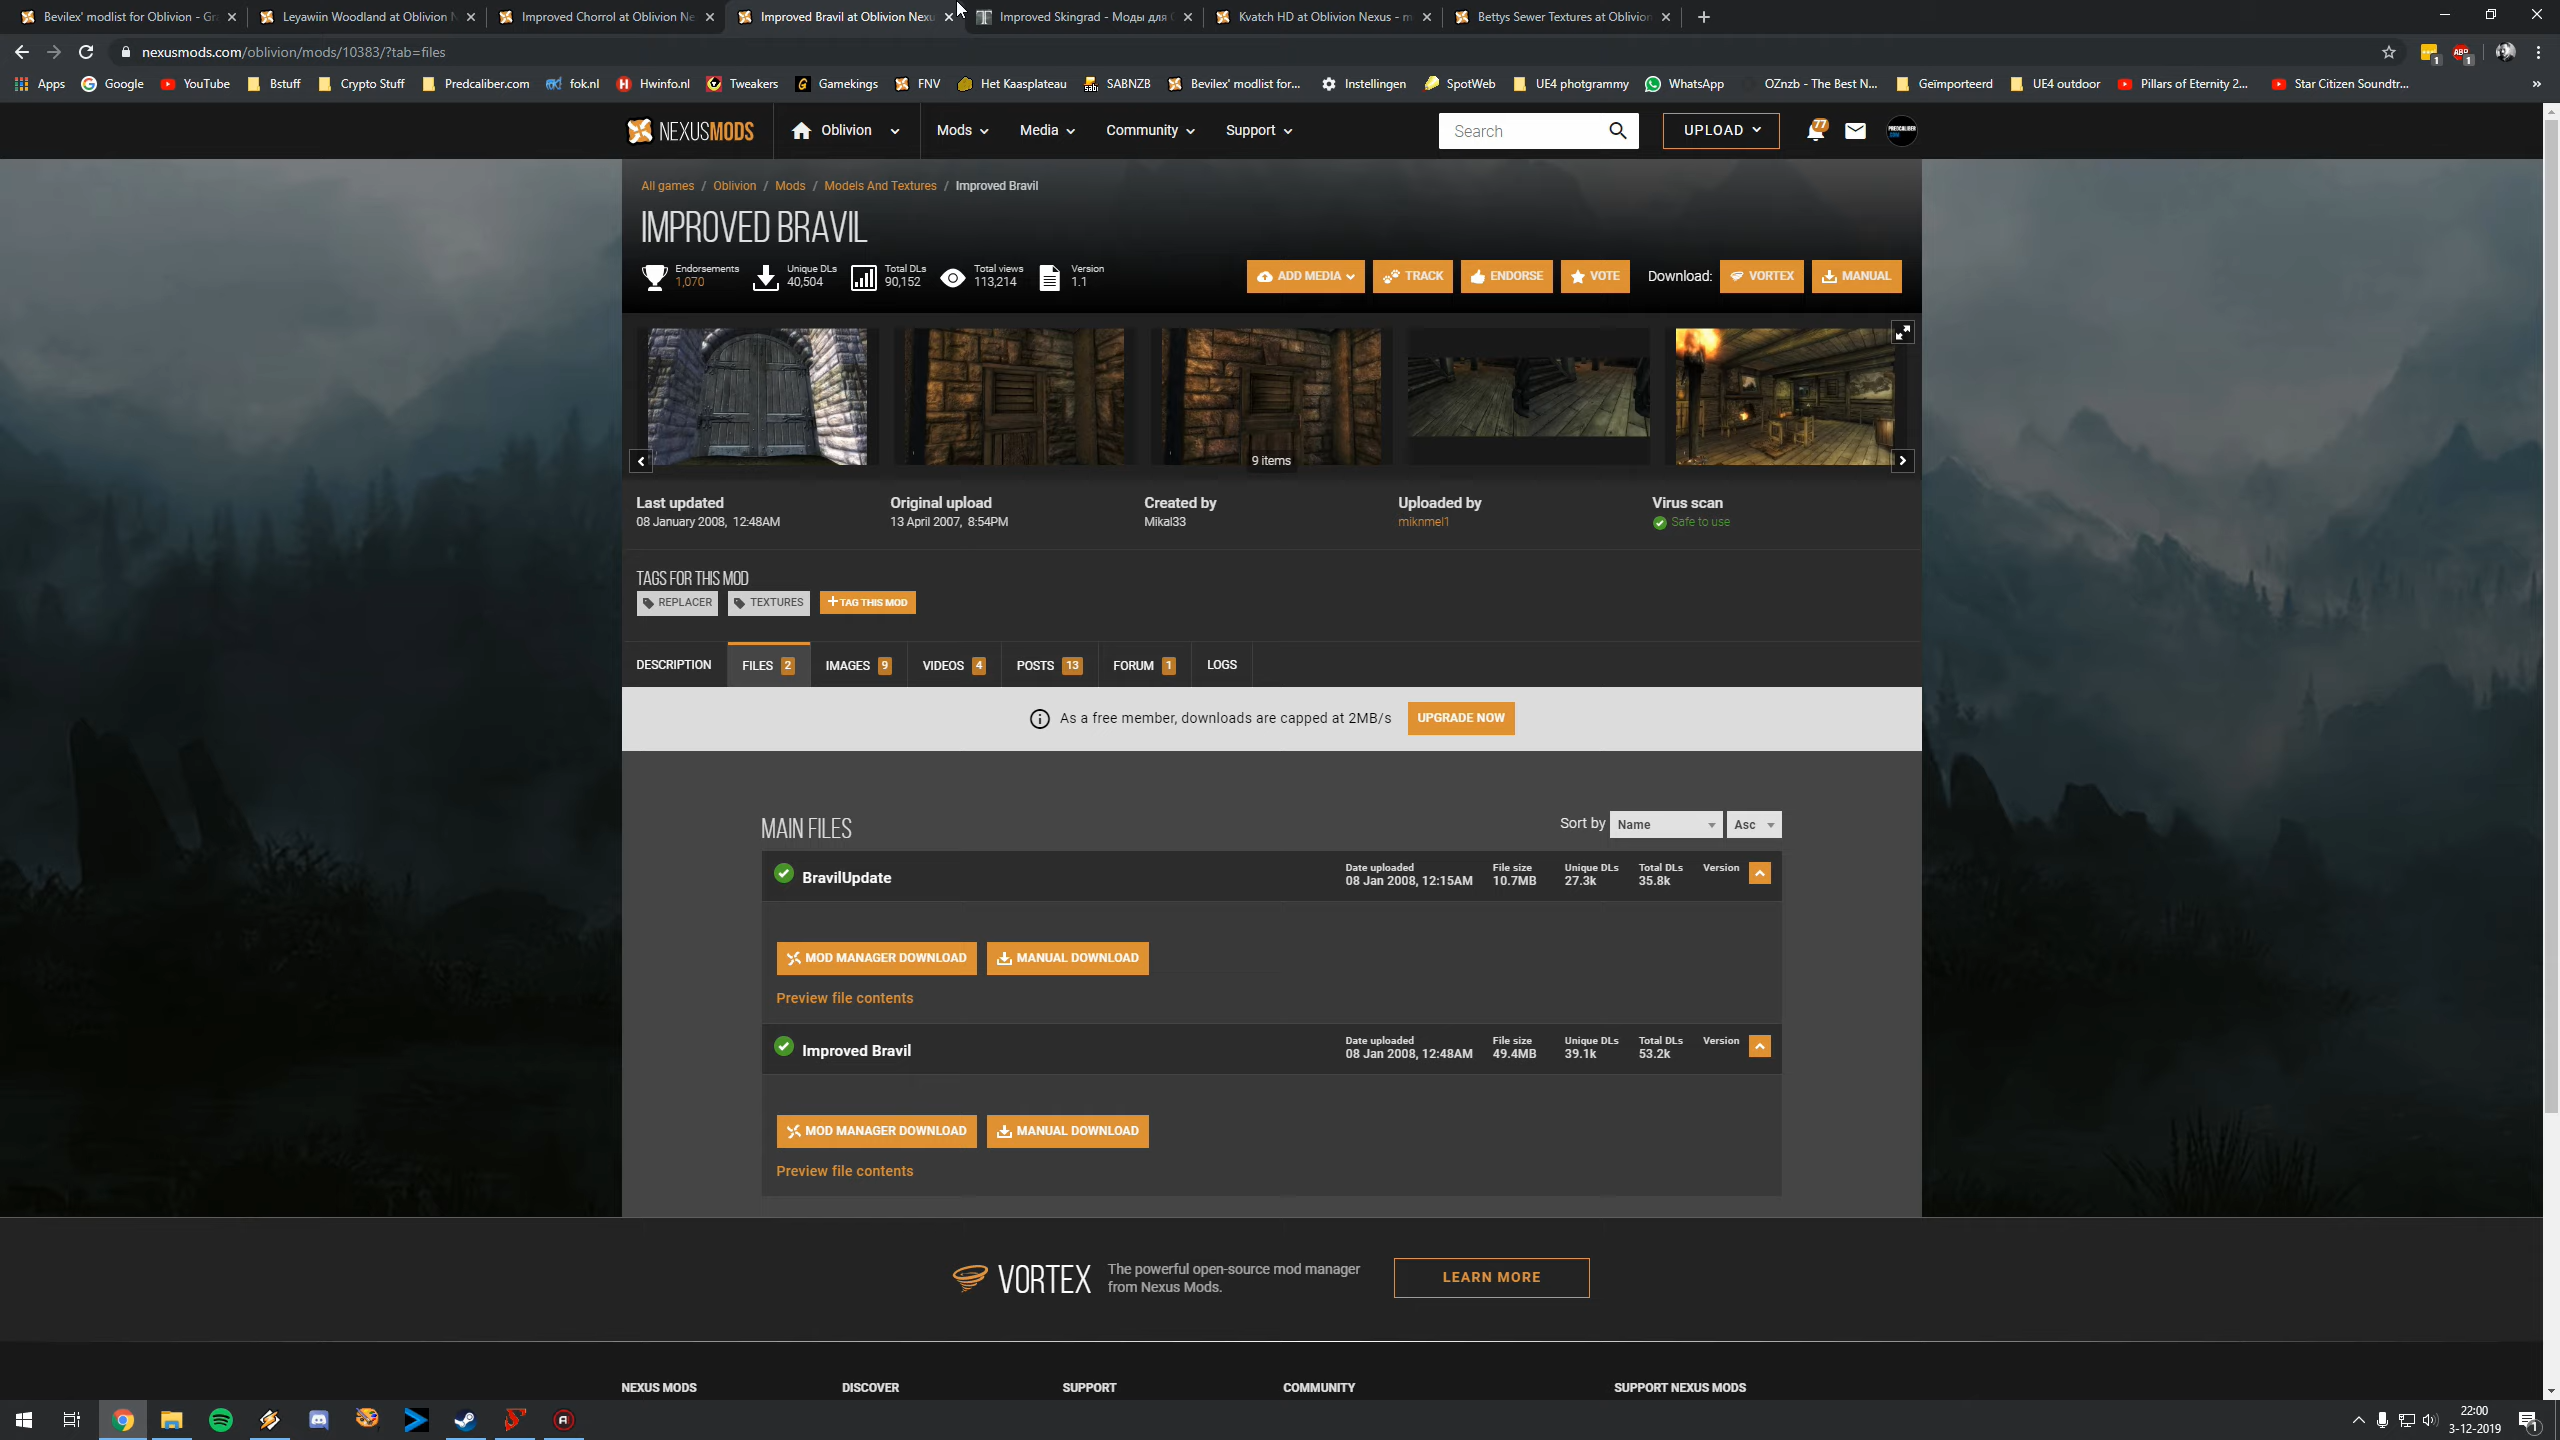 Bevilex' modlist for Oblivion - Gr
Leyawiin Woodland at Oblivion N
Improved Chorrol at Oblivion Ne
Improved Bravil at Oblivion Nexu
Improved Skingrad - Моды для
Kvatch HD at Oblivion Nexus - m
Bettys Sewer Textures at Oblivion
nexusmods.com/oblivion/mods/10383/?tab=files
Apps Google YouTube Bstuff Crypto Stuff Predcaliber.com fok.nl Hwinfo.nl Tweakers Gamekings FNV Het Kaasplateau SABNZB Bevilex' modlist for... Instellingen SpotWeb UE4 photgrammy WhatsApp OZnzb - The Best N... Geïmporteerd UE4 outdoor Pillars of Eternity 2... Star Citizen Soundtr... »
NEXUSMODS Oblivion Mods Media Community Support Search UPLOAD 77
All games / Oblivion / Mods / Models And Textures / Improved Bravil
IMPROVED BRAVIL
Endorsements Unique DLs Total DLs Total views Version
1,070 40,504 90,152 113,214 1.1
ADD MEDIA TRACK ENDORSE VOTE Download: VORTEX MANUAL
9 items
Last updated Original upload Created by Uploaded by Virus scan
08 January 2008, 12:48AM 13 April 2007, 8:54PM Mikal33 miknmel1 Safe to use
TAGS FOR THIS MOD
REPLACER TEXTURES +TAG THIS MOD
DESCRIPTION FILES 2 IMAGES 9 VIDEOS 4 POSTS 13 FORUM 1 LOGS
As a free member, downloads are capped at 2MB/s UPGRADE NOW
MAIN FILES Sort by Name Asc
BravilUpdate
Date uploaded File size Unique DLs Total DLs Version
08 Jan 2008, 12:15AM 10.7MB 27.3k 35.8k
MOD MANAGER DOWNLOAD MANUAL DOWNLOAD
Preview file contents
Improved Bravil
Date uploaded File size Unique DLs Total DLs Version
08 Jan 2008, 12:48AM 49.4MB 39.1k 53.2k
MOD MANAGER DOWNLOAD MANUAL DOWNLOAD
Preview file contents
VORTEX
The powerful open-source mod manager
from Nexus Mods.
LEARN MORE
NEXUS MODS DISCOVER SUPPORT COMMUNITY SUPPORT NEXUS MODS
22:00
3-12-2019
1